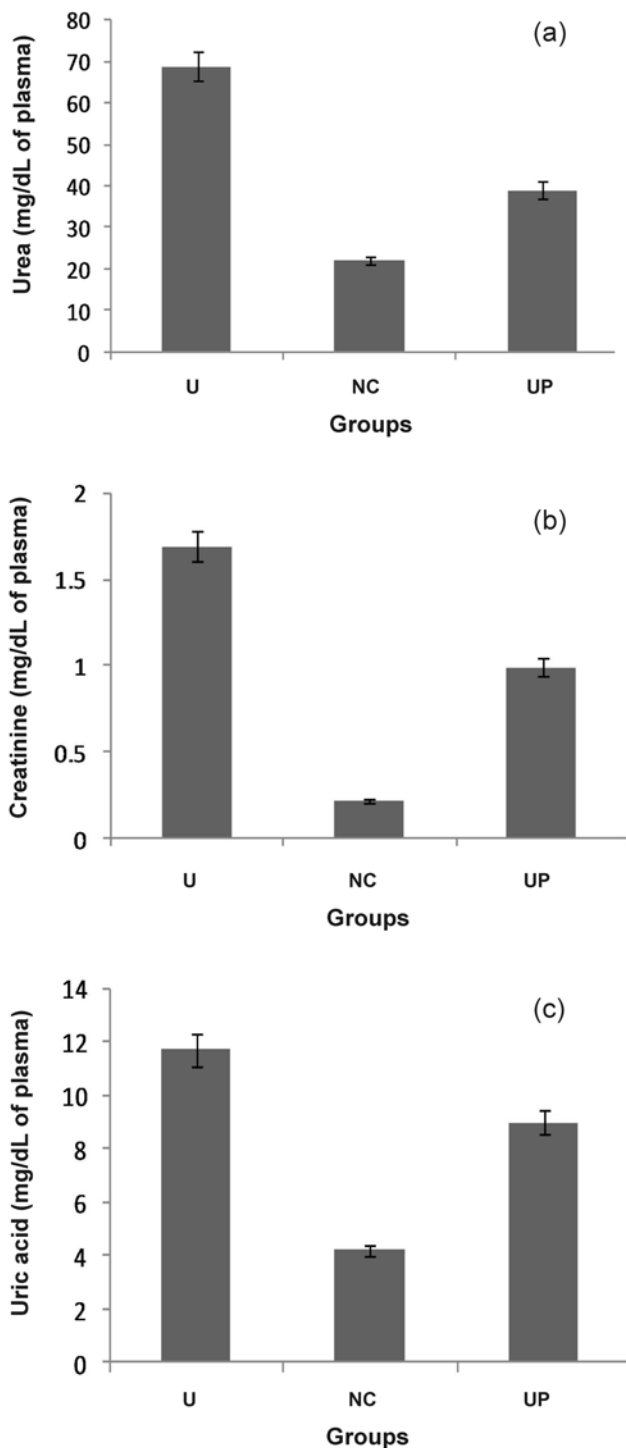 (a)
Urea (mg/dL of plasma)
80
70
60
50
40
30
20
10
0
U NC UP
Groups
(b)
Creatinine (mg/dL of plasma)
2
1.5
1
0.5
0
U NC UP
Groups
(c)
Uric acid (mg/dL of plasma)
14
12
10
8
6
4
2
0
U NC UP
Groups